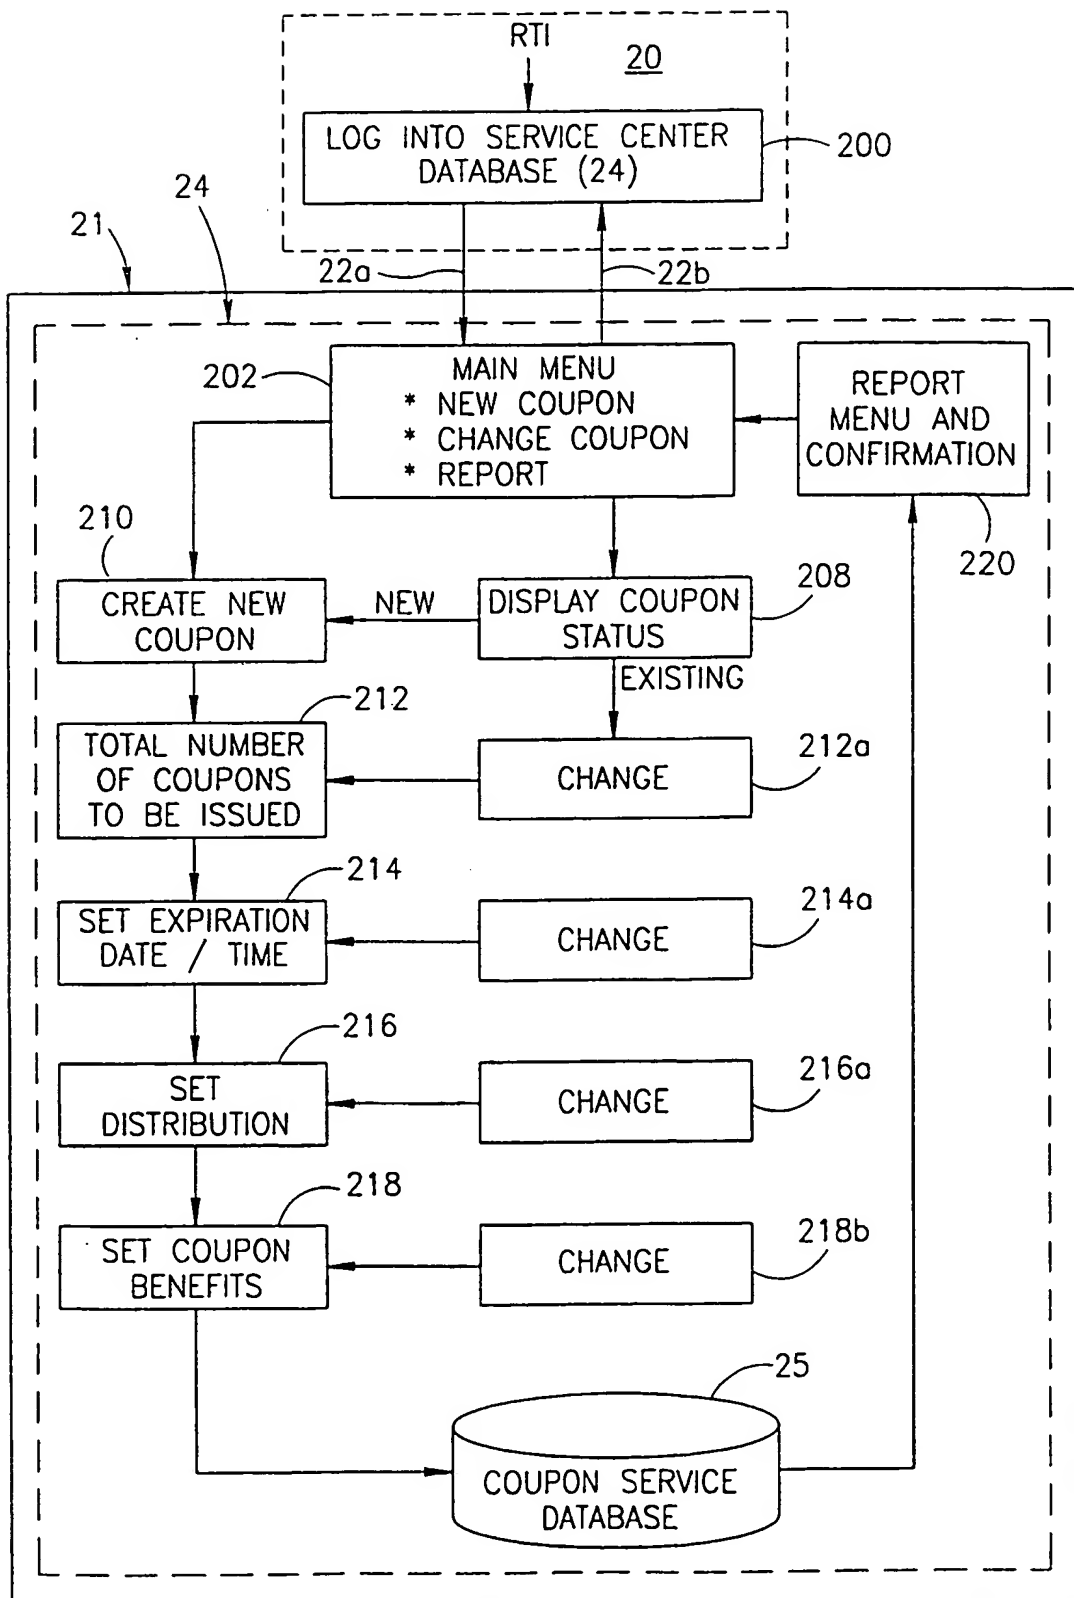 RTI
20
LOG INTO SERVICE CENTER
DATABASE (24)
200
24
21
22a
22b
202
MAIN MENU
* NEW COUPON
* CHANGE COUPON
* REPORT
REPORT
MENU AND
CONFIRMATION
220
210
CREATE NEW
COUPON
NEW
DISPLAY COUPON
STATUS
208
EXISTING
212
TOTAL NUMBER
OF COUPONS
TO BE ISSUED
CHANGE
212a
214
SET EXPIRATION
DATE / TIME
CHANGE
214a
216
SET
DISTRIBUTION
CHANGE
216a
218
SET COUPON
BENEFITS
CHANGE
218b
25
COUPON SERVICE
DATABASE